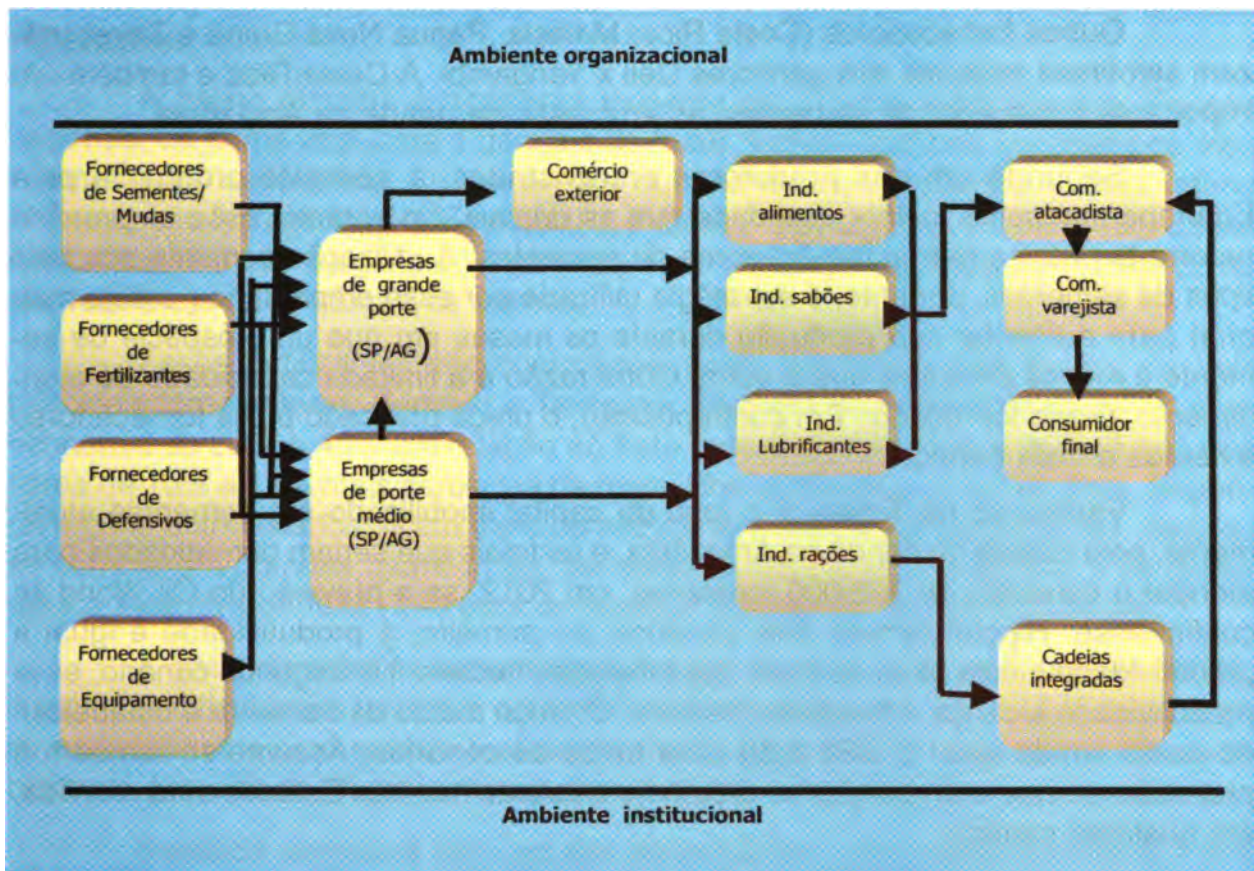 Ambiente organizacional
Fornecedores
de Sementes/
Mudas
Fornecedores
de
Fertilizantes
Fornecedores
de
Defensivos
Fornecedores
de
Equipamento
Empresas
de grande
porte
(SP/AG)
Empresas
de porte
médio
(SP/AG)
Comércio
exterior
Ind.
alimentos
Ind. sabões
Ind.
Lubrificantes
Ind. rações
Com.
atacadista
Com.
varejista
Consumidor
final
Cadeias
integradas
Ambiente institucional